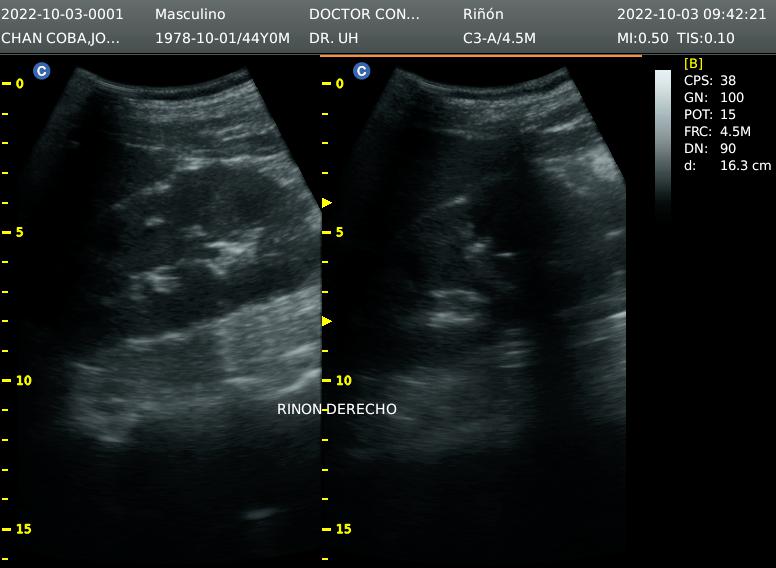 2022-10-03-0001 Masculino DOCTOR CON... Riñón 2022-10-03 09:42:21
CHAN COBA,JO... 1978-10-01/44Y0M DR. UH C3-A/4.5M MI:0.50 TIS:0.10
C C
[B]
CPS: 38
GN: 100
POT: 15
FRC: 4.5M
DN: 90
d: 16.3 cm
0 0
5 5
10 10
RINON DERECHO
15 15